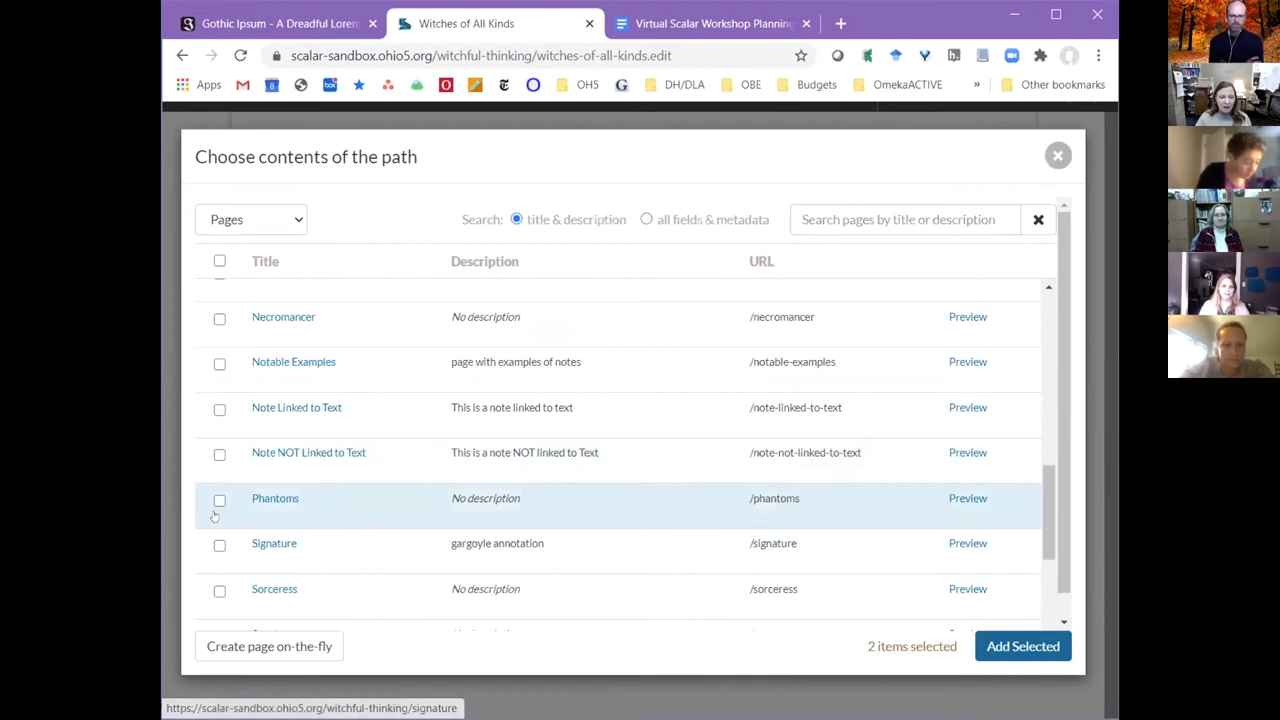 Gothic Ipsum - A Dreadful Lorem
Witches of All Kinds
Virtual Scalar Workshop Planning
scalar-sandbox.ohio5.org/witchful-thinking/witches-of-all-kinds.edit
Apps
OH5
DH/DLA
OBE
Budgets
OmekaACTIVE
»
Other bookmarks
Choose contents of the path
Pages
Search:
title & description
all fields & metadata
Search pages by title or description
Title Description URL
Necromancer No description /necromancer Preview
Notable Examples page with examples of notes /notable-examples Preview
Note Linked to Text This is a note linked to text /note-linked-to-text Preview
Note NOT Linked to Text This is a note NOT linked to Text /note-not-linked-to-text Preview
Phantoms No description /phantoms Preview
Signature gargoyle annotation /signature Preview
Sorceress No description /sorceress Preview
Create page on-the-fly
2 items selected
Add Selected
https://scalar-sandbox.ohio5.org/witchful-thinking/signature